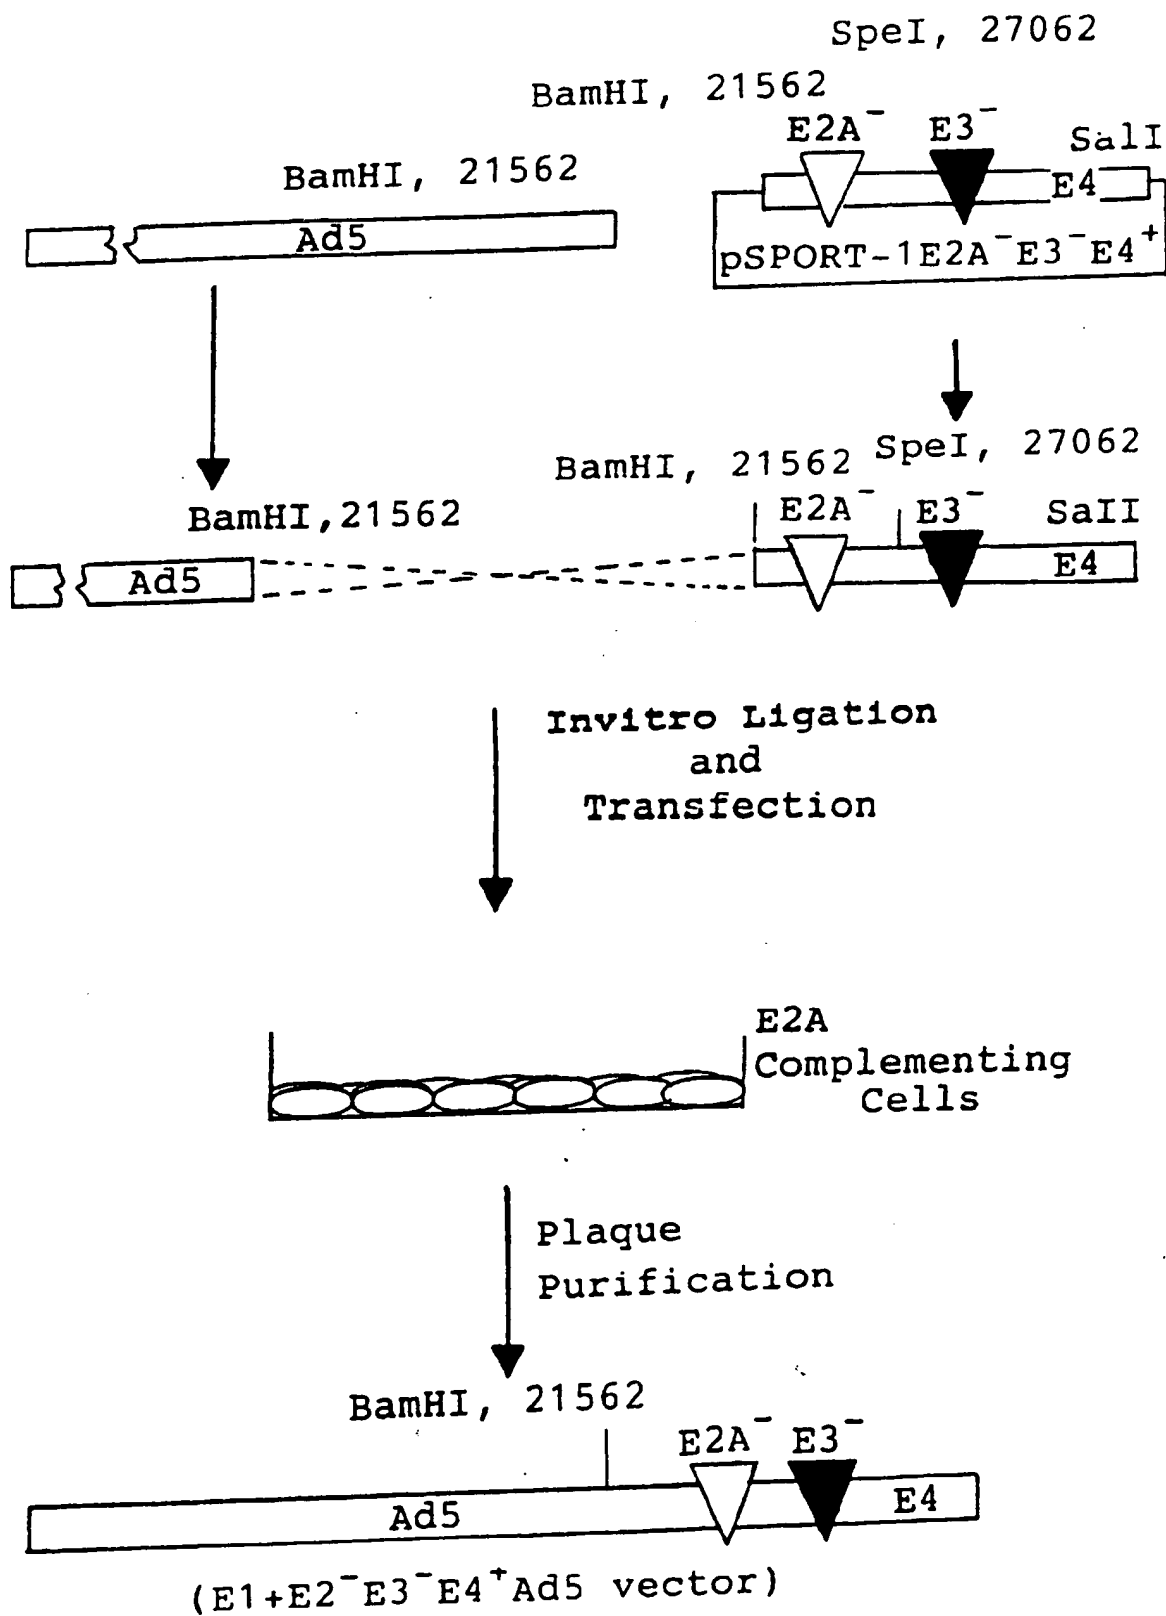 SpeI, 27062
BamHI, 21562
E2A⁻ E3⁻ SalI
BamHI, 21562
E4
Ad5
pSPORT-1E2A⁻E3⁻E4⁺
BamHI, 21562 SpeI, 27062
BamHI,21562
E2A⁻ E3⁻ SaII
Ad5
E4
Invitro Ligation
and
Transfection
E2A
Complementing
Cells
Plaque
Purification
BamHI, 21562
E2A⁻ E3⁻
Ad5
E4
(E1+E2⁻E3⁻E4⁺Ad5 vector)